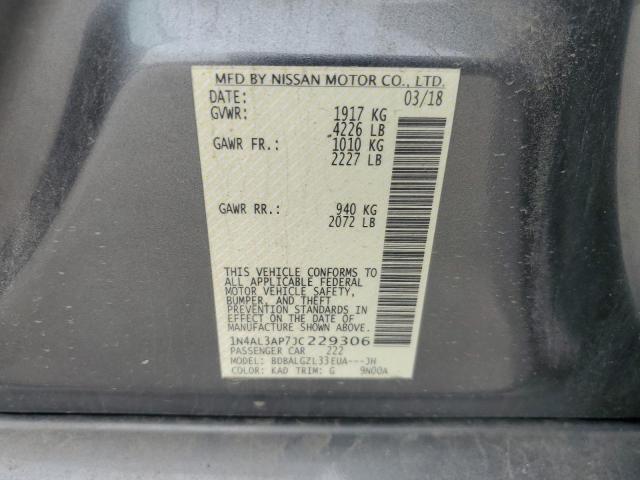 MFD BY NISSAN MOTOR CO., LTD.
DATE: 03/18
GVWR: 1917 KG
4226 LB
GAWR FR.: 1010 KG
2227 LB
GAWR RR.: 940 KG
2072 LB
THIS VEHICLE CONFORMS TO
ALL APPLICABLE FEDERAL
MOTOR VEHICLE SAFETY,
BUMPER, AND THEFT
PREVENTION STANDARDS IN EFFECT
ON THE DATE OF MANUFACTURE
SHOWN ABOVE.
1N4AL3AP7JC229306
PASSENGER CAR 222
MODEL: BDBALGZL33EUA---JH
COLOR: KAD TRIM: G 9N00A